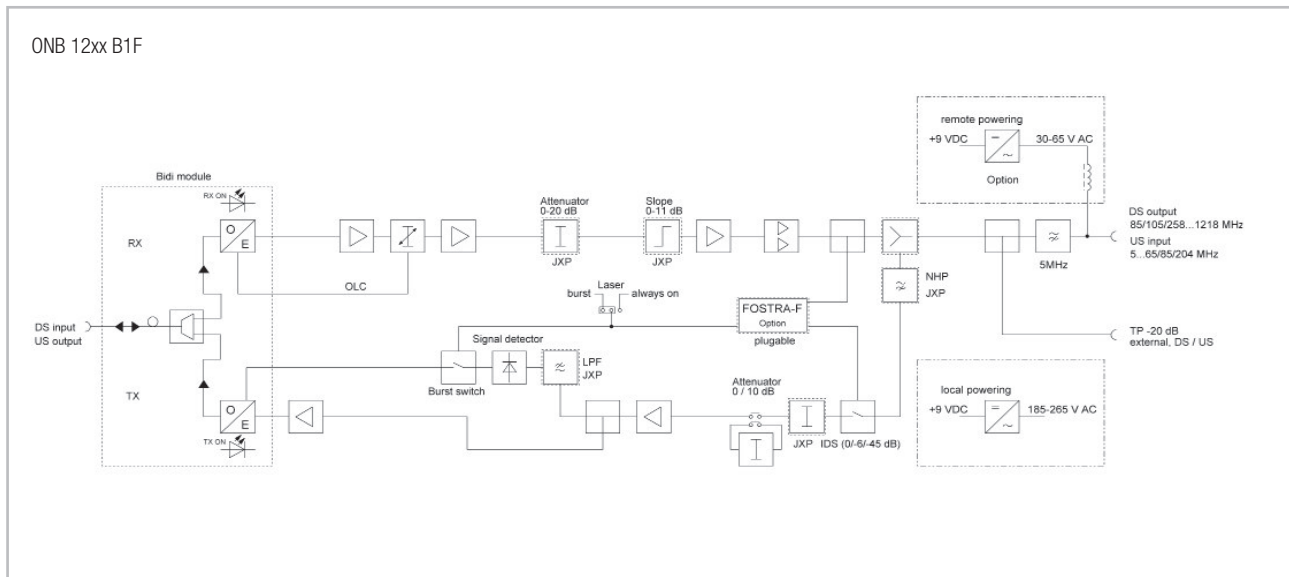 ONB 12xx B1F
remote powering
+9 VDC
30-65 V AC
Option
Bidi module
RX ON
RX
O
E
Attenuator
0-20 dB
JXP
Slope
0-11 dB
JXP
DS output
85/105/258...1218 MHz
US input
5...65/85/204 MHz
5MHz
OLC
NHP
JXP
Laser
burst
always on
FOSTRA-F
Option
plugable
DS input
US output
Signal detector
LPF
JXP
Burst switch
TP -20 dB
external, DS / US
TX
O
E
TX ON
Attenuator
0 / 10 dB
JXP
IDS (0/-6/-45 dB)
local powering
+9 VDC
185-265 V AC